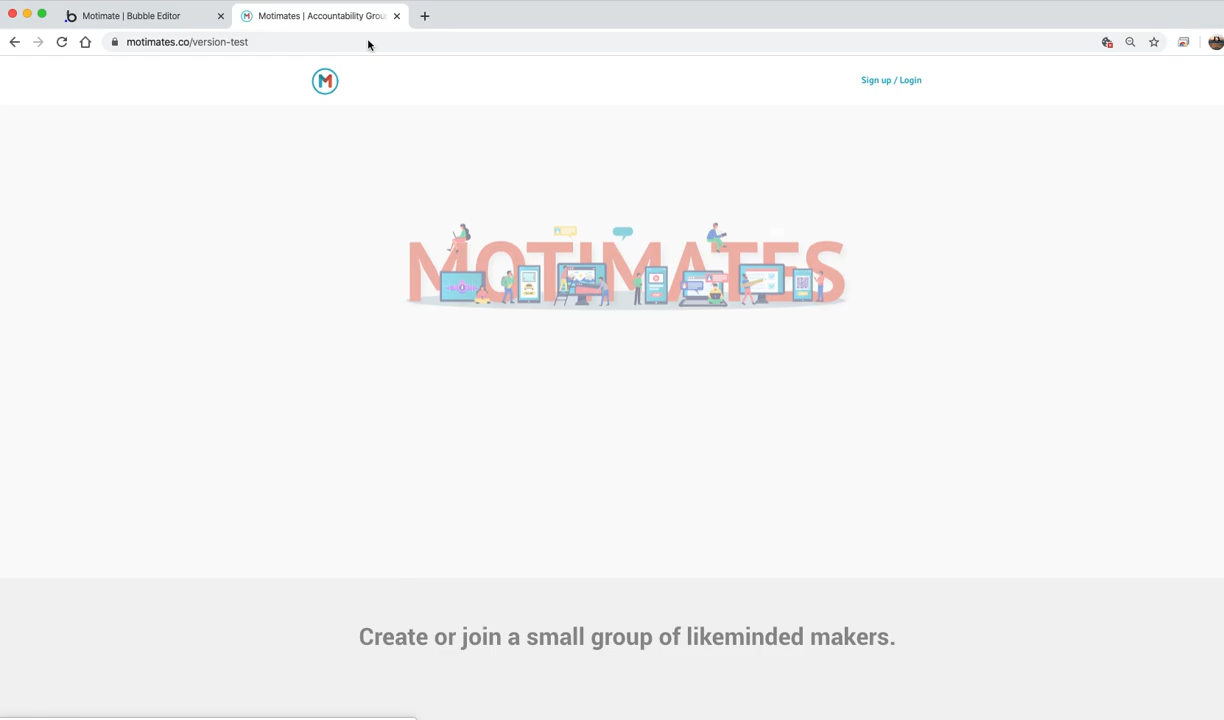 Motimate | Bubble Editor
Motimates | Accountability Grou
motimates.co/version-test
M
Sign up / Login
MOTIMATES
Create or join a small group of likeminded makers.